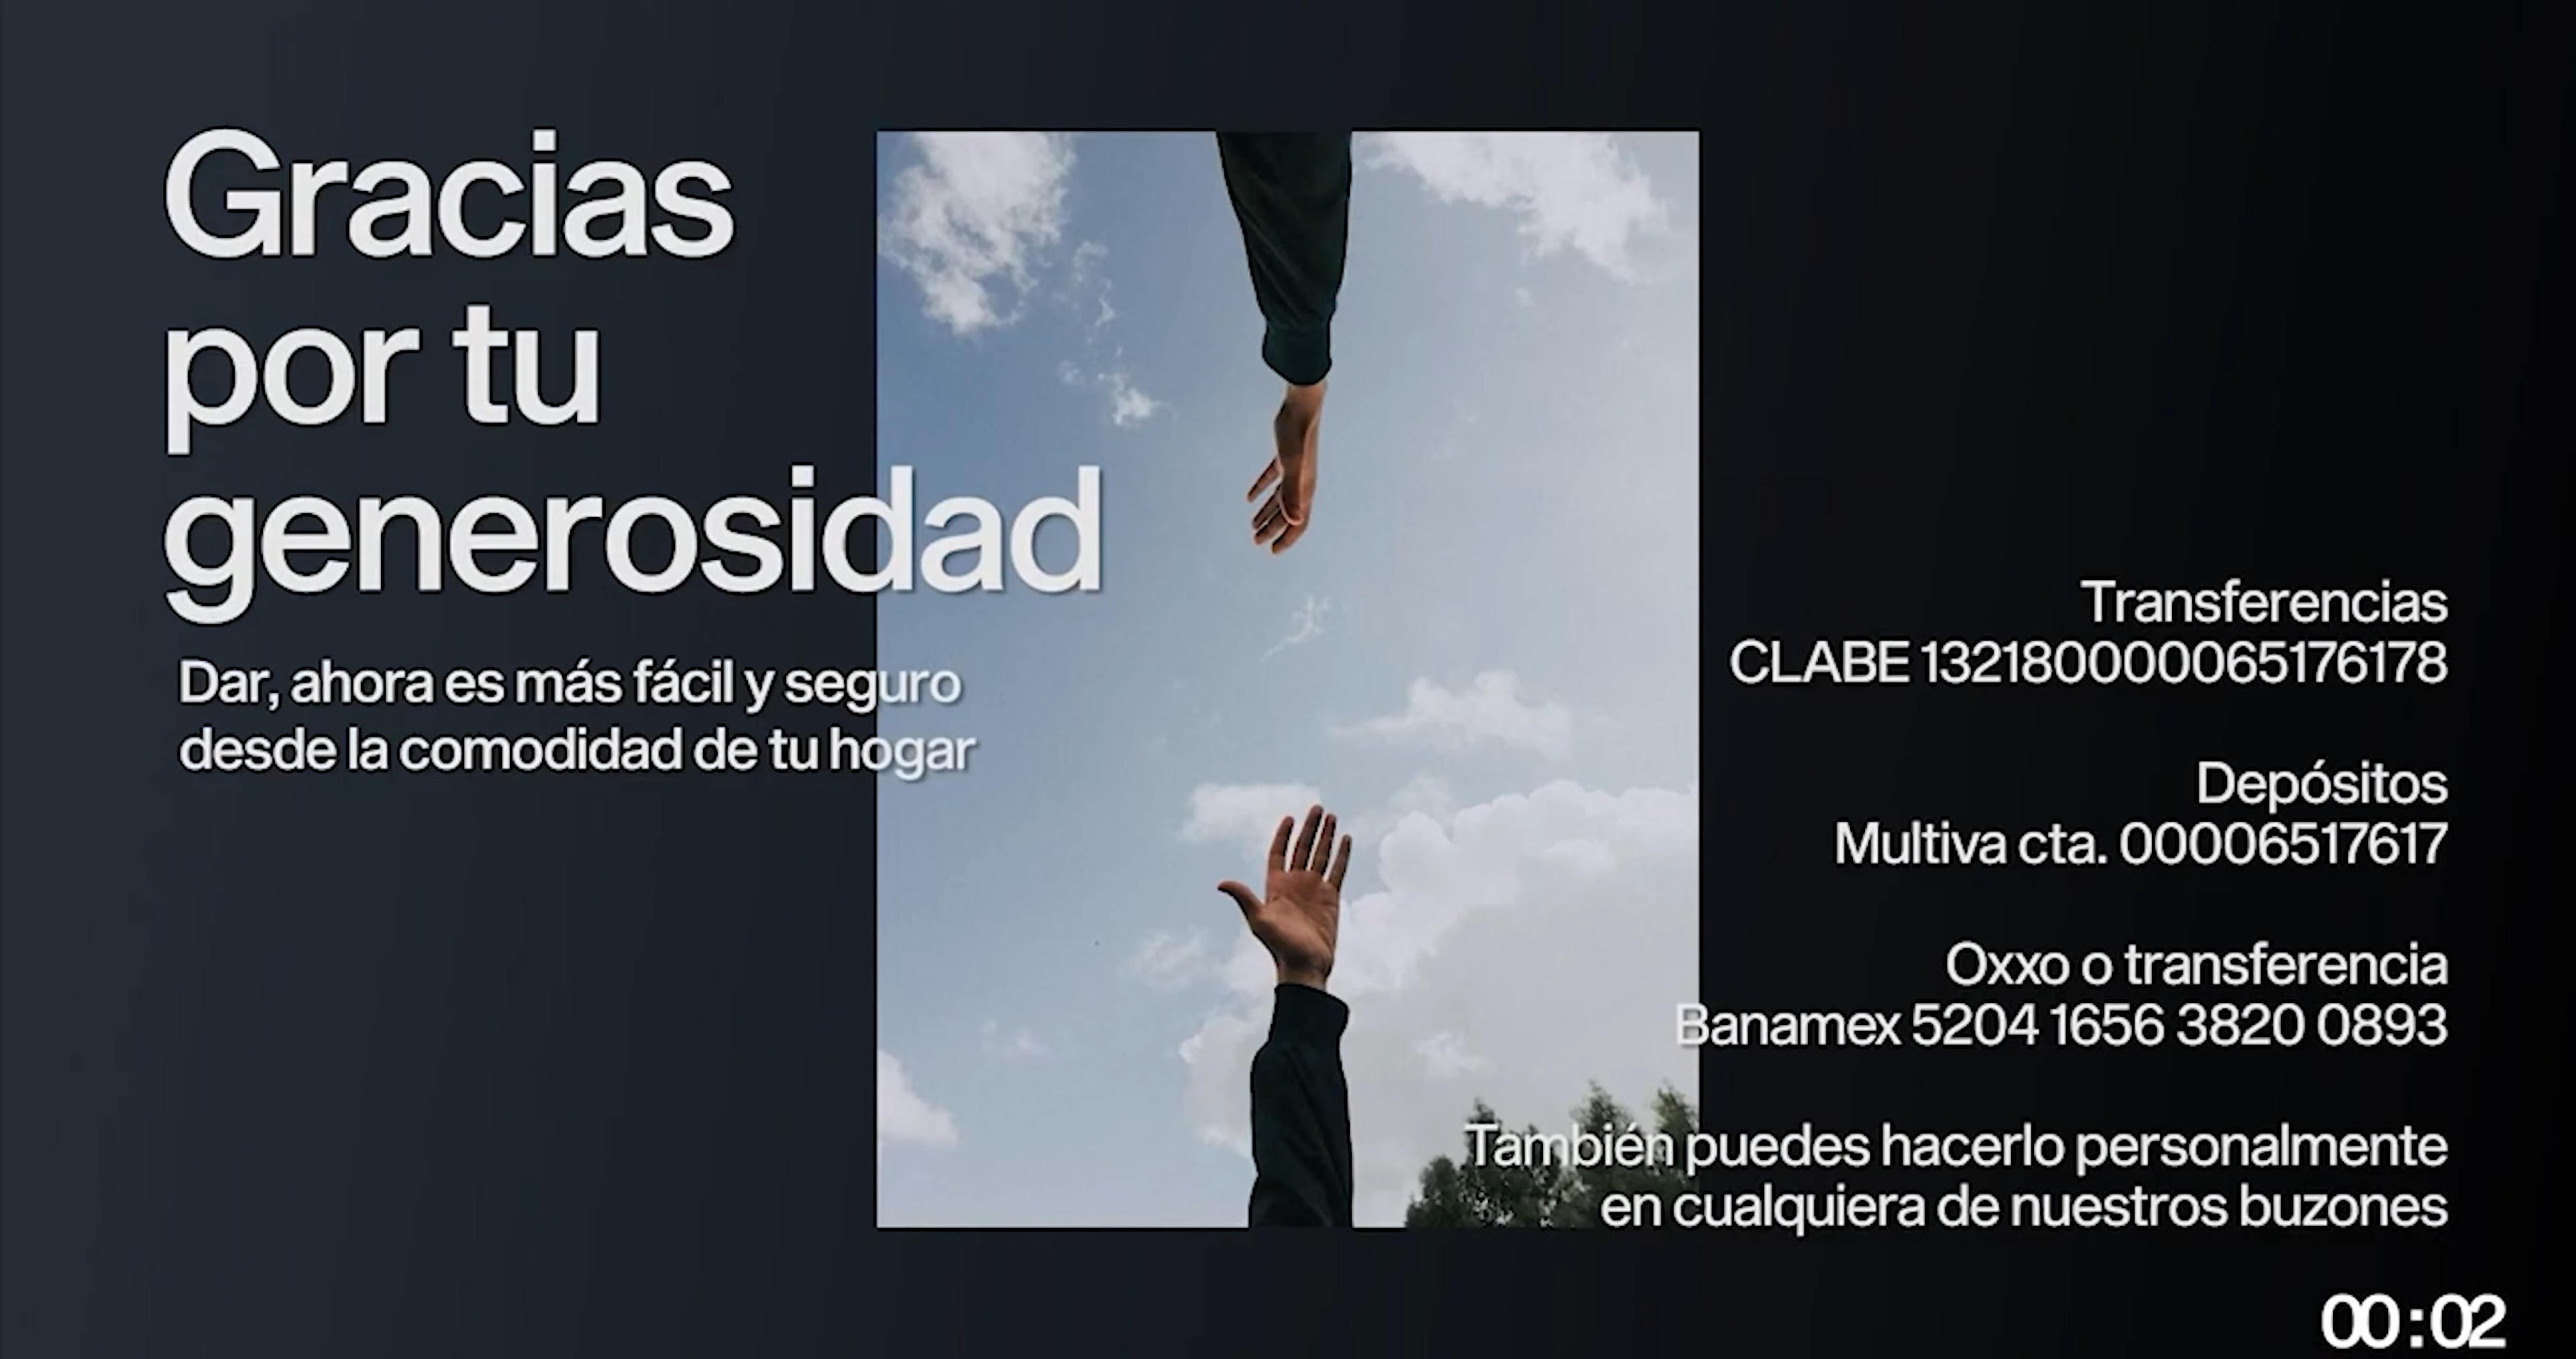 Gracias
por tu
generosidad
Dar, ahora es más fácil y seguro
desde la comodidad de tu hogar
Transferencias
CLABE 132180000065176178
Depósitos
Multiva cta. 00006517617
Oxxo o transferencia
Banamex 5204 1656 3820 0893
También puedes hacerlo personalmente
en cualquiera de nuestros buzones
00:02